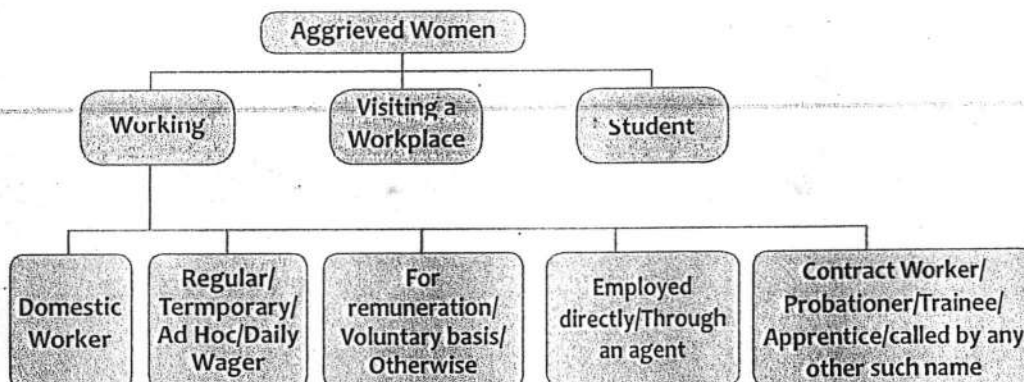 Aggrieved Women
Working
Visiting a
Workplace
Student
Domestic
Worker
Regular/
Termporary/
Ad Hoc/Daily
Wager
For
remuneration/
Voluntary basis/
Otherwise
Employed
directly/Through
an agent
Contract Worker/
Probationer/Trainee/
Apprentice/called by any
other such name